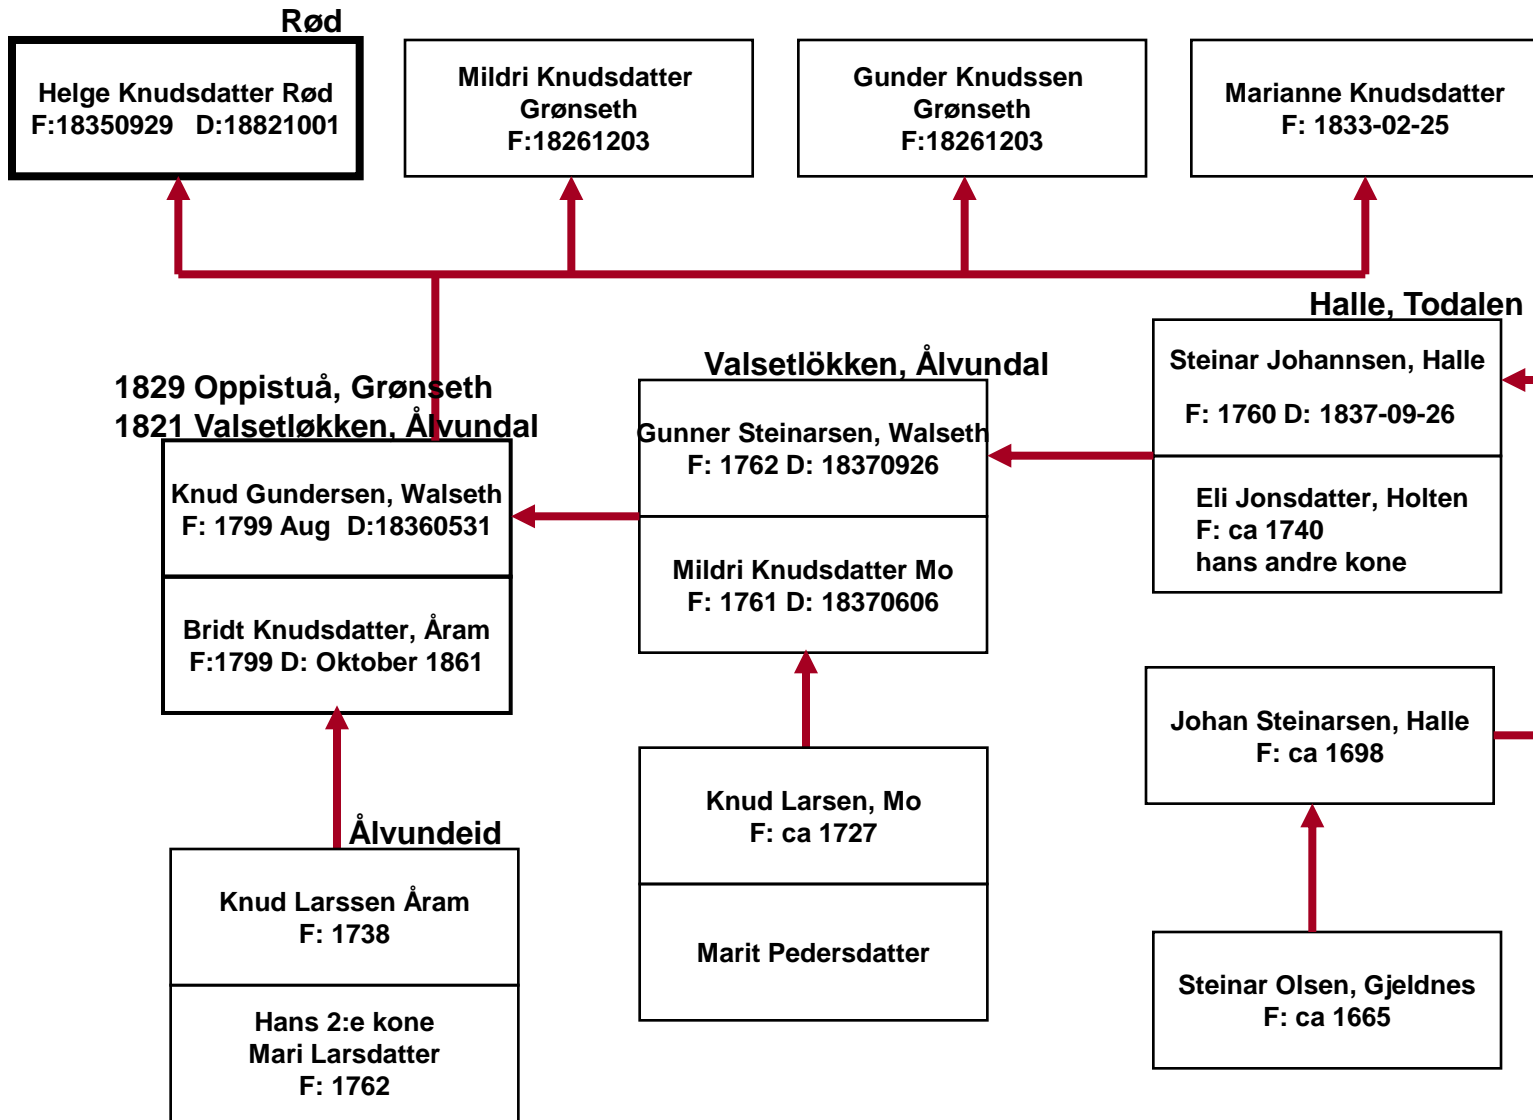 Rød
Helge Knudsdatter Rød
F:18350929 D:18821001
Mildri Knudsdatter
Grønseth
F:18261203
Gunder Knudssen
Grønseth
F:18261203
Marianne Knudsdatter
F: 1833-02-25
1829 Oppistuå, Grønseth
1821 Valsetløkken, Ålvundal
Knud Gundersen, Walseth
F: 1799 Aug D:18360531
Bridt Knudsdatter, Åram
F:1799 D: Oktober 1861
Valsetlökken, Ålvundal
Gunner Steinarsen, Walseth
F: 1762 D: 18370926
Mildri Knudsdatter Mo
F: 1761 D: 18370606
Halle, Todalen
Steinar Johannsen, Halle
F: 1760 D: 1837-09-26
Eli Jonsdatter, Holten
F: ca 1740
hans andre kone
Johan Steinarsen, Halle
F: ca 1698
Knud Larsen, Mo
F: ca 1727
Marit Pedersdatter
Ålvundeid
Knud Larssen Åram
F: 1738
Hans 2:e kone
Mari Larsdatter
F: 1762
Steinar Olsen, Gjeldnes
F: ca 1665